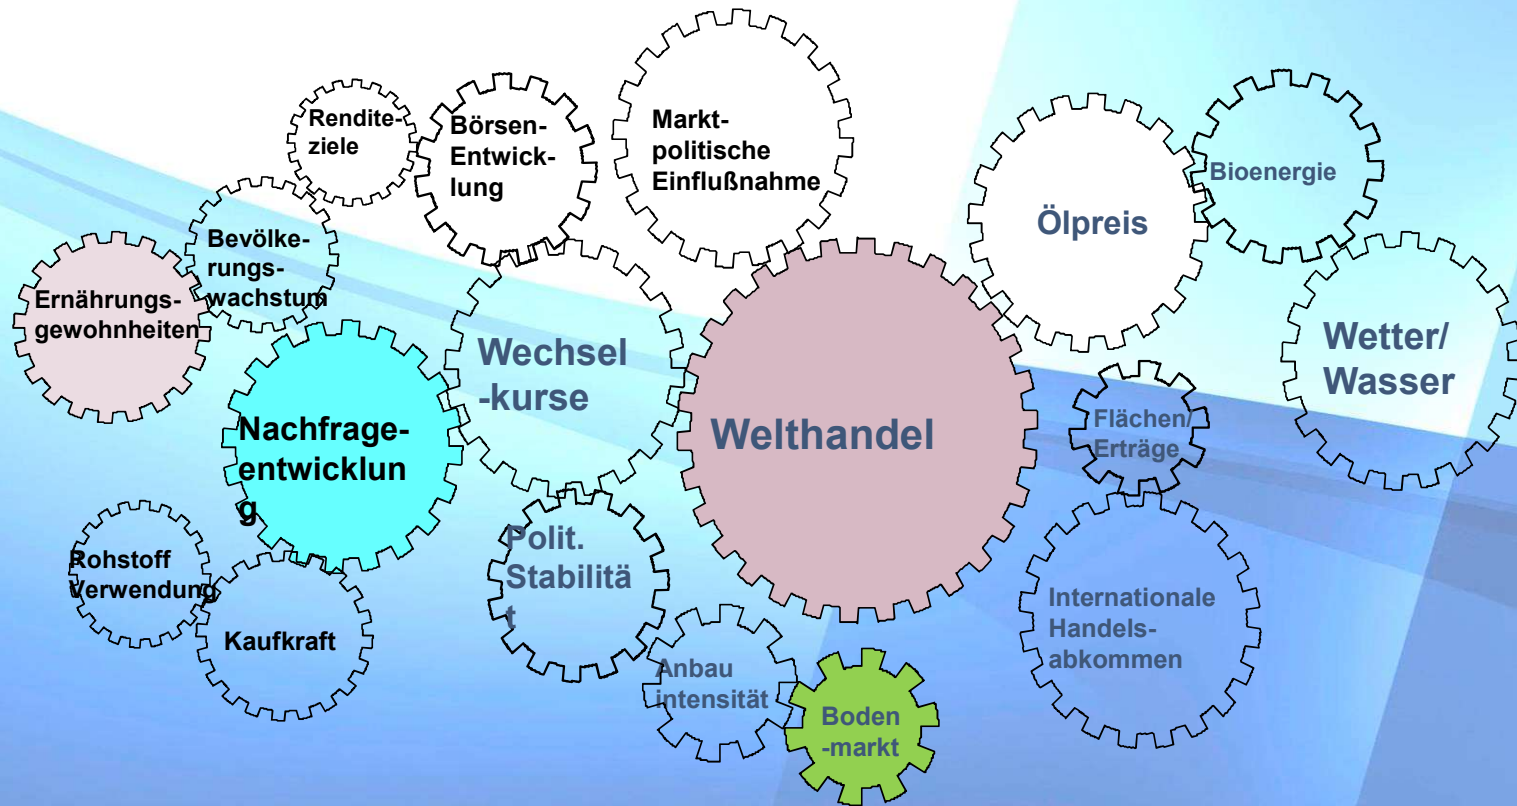 Rendite-
ziele
Börsen-
Entwick-
lung
Markt-
politische
Einflußnahme
Ölpreis
Bioenergie
Bevölke-
rungs-
wachstum
Ernährungs-
gewohnheiten
Wechsel
-kurse
Welthandel
Wetter/
Wasser
Flächen/
Erträge
Nachfrage-
entwicklun
g
Rohstoff
Verwendung
Kaufkraft
Polit.
Stabilitä
t
Anbau
intensität
Boden
-markt
Internationale
Handels-
abkommen